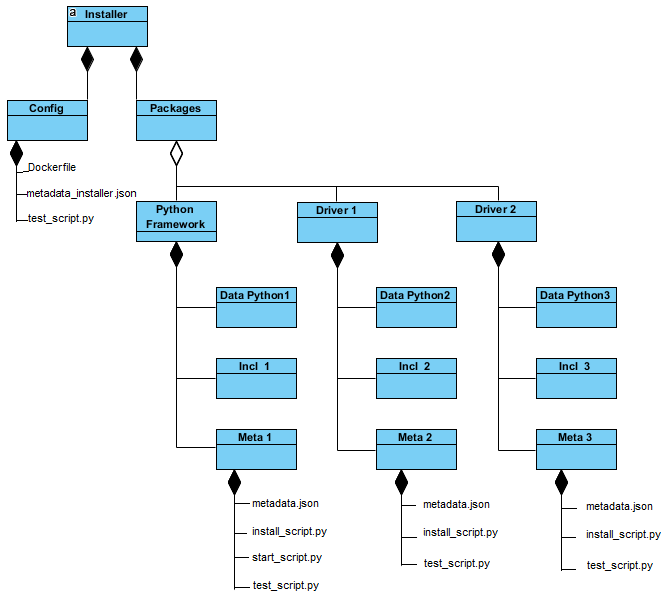 a
Installer
Config
Packages
Dockerfile
metadata_installer.json
test_script.py
Python
Framework
Driver 1
Driver 2
Data Python1
Data Python2
Data Python3
Incl 1
Incl 2
Incl 3
Meta 1
Meta 2
Meta 3
metadata.json
install_script.py
start_script.py
test_script.py
metadata.json
install_script.py
test_script.py
metadata.json
install_script.py
test_script.py